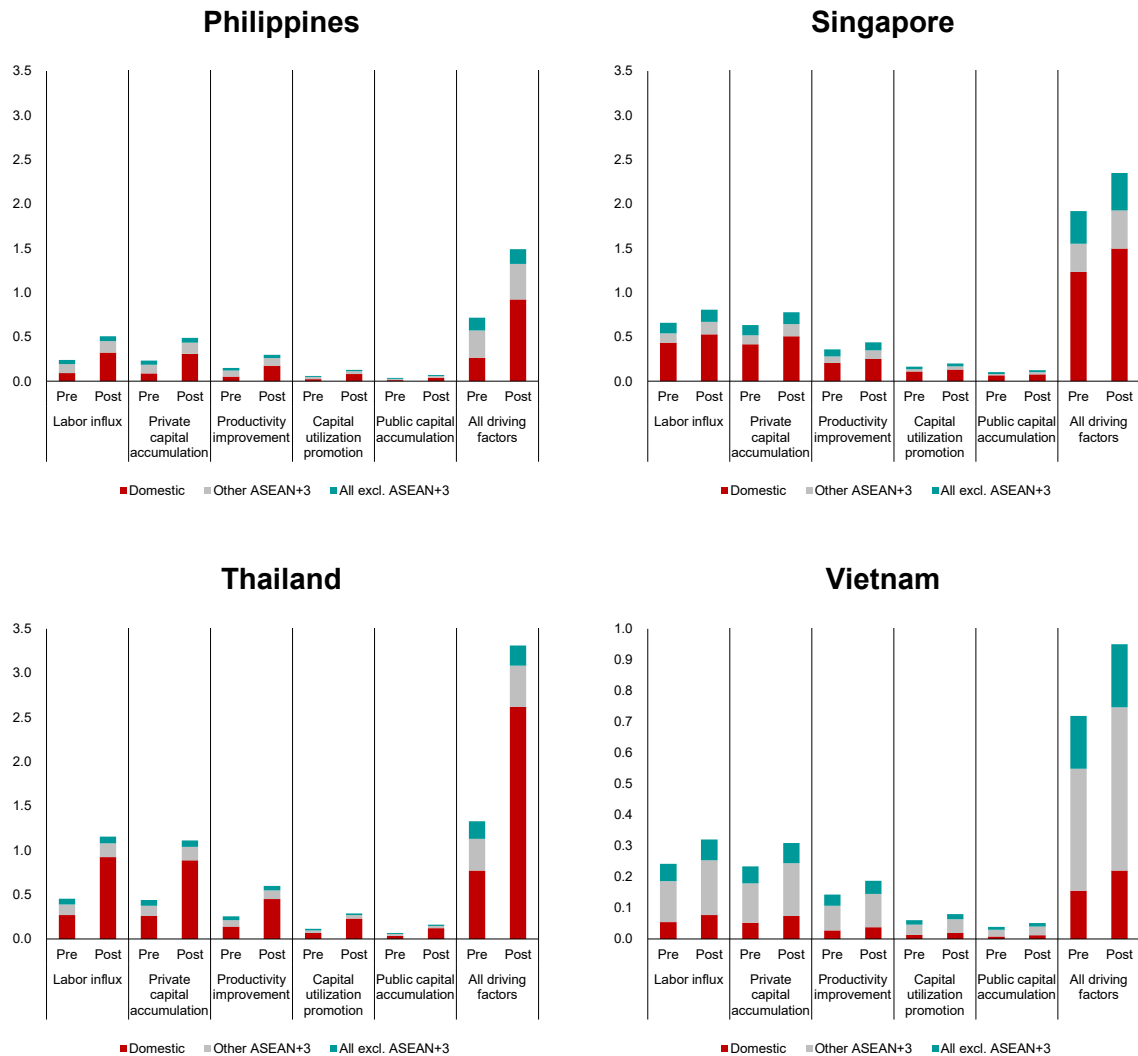 Philippines
3.5
3.0
2.5
2.0
1.5
1.0
0.5
0.0
Pre Post Pre Post Pre Post Pre Post Pre Post Pre Post
Labor influx Private capital accumulation Productivity improvement Capital utilization promotion Public capital accumulation All driving factors
Domestic Other ASEAN+3 All excl. ASEAN+3
Singapore
3.5
3.0
2.5
2.0
1.5
1.0
0.5
0.0
Pre Post Pre Post Pre Post Pre Post Pre Post Pre Post
Labor influx Private capital accumulation Productivity improvement Capital utilization promotion Public capital accumulation All driving factors
Domestic Other ASEAN+3 All excl. ASEAN+3
Thailand
3.5
3.0
2.5
2.0
1.5
1.0
0.5
0.0
Pre Post Pre Post Pre Post Pre Post Pre Post Pre Post
Labor influx Private capital accumulation Productivity improvement Capital utilization promotion Public capital accumulation All driving factors
Domestic Other ASEAN+3 All excl. ASEAN+3
Vietnam
1.0
0.9
0.8
0.7
0.6
0.5
0.4
0.3
0.2
0.1
0.0
Pre Post Pre Post Pre Post Pre Post Pre Post Pre Post
Labor influx Private capital accumulation Productivity improvement Capital utilization promotion Public capital accumulation All driving factors
Domestic Other ASEAN+3 All excl. ASEAN+3